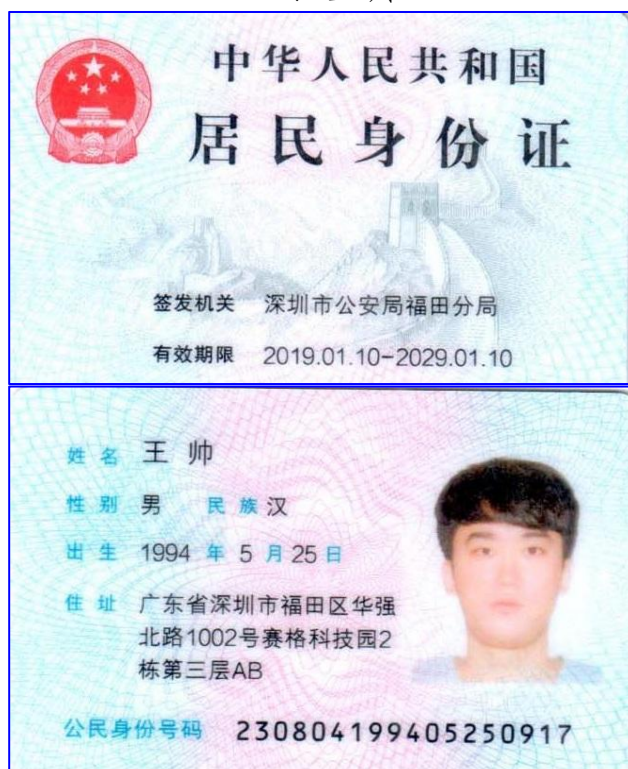 中华人民共和国
居民身份证
签发机关 深圳市公安局福田分局
有效期限 2019.01.10-2029.01.10
姓名 王帅
性别 男 民族 汉
出生 1994 年 5 月 25 日
住址 广东省深圳市福田区华强
北路1002号赛格科技园2
栋第三层AB
公民身份号码 230804199405250917